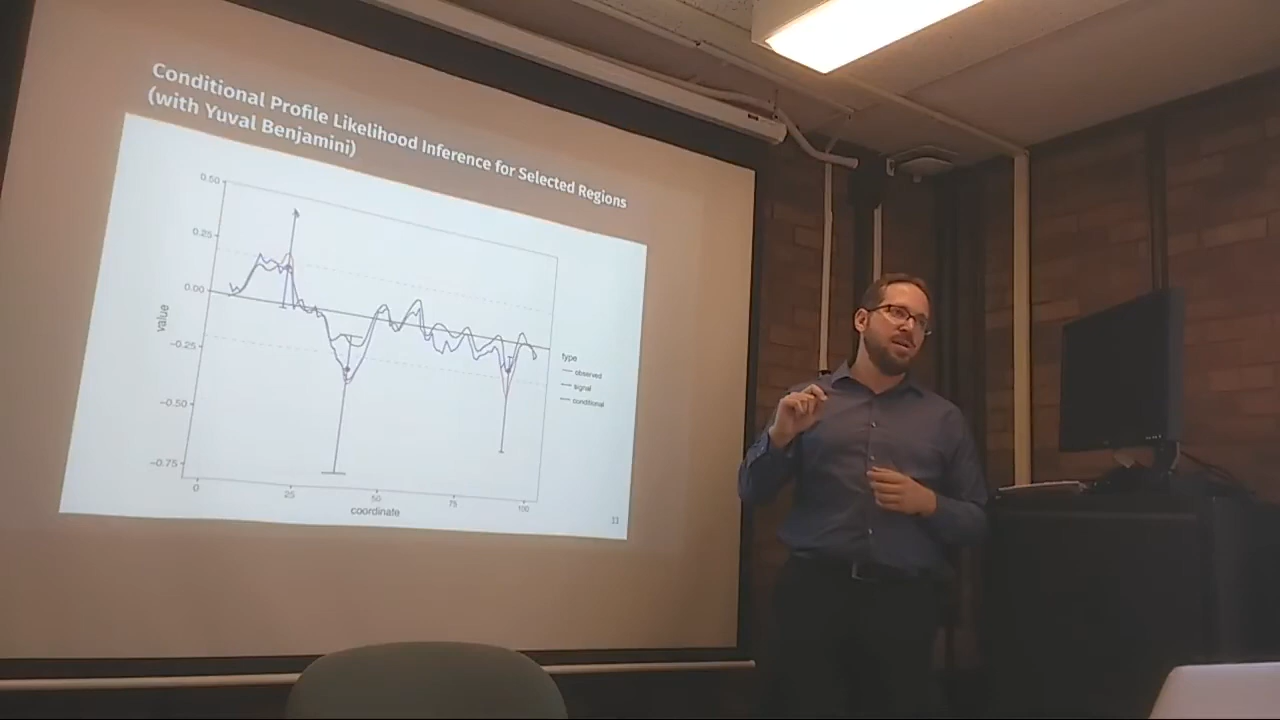 Conditional Profile Likelihood Inference for Selected Regions
(with Yuval Benjamini)
0.50
0.25
0.00
−0.25
−0.50
−0.75
value
0
25
50
75
100
coordinate
type
observed
signal
conditional
11